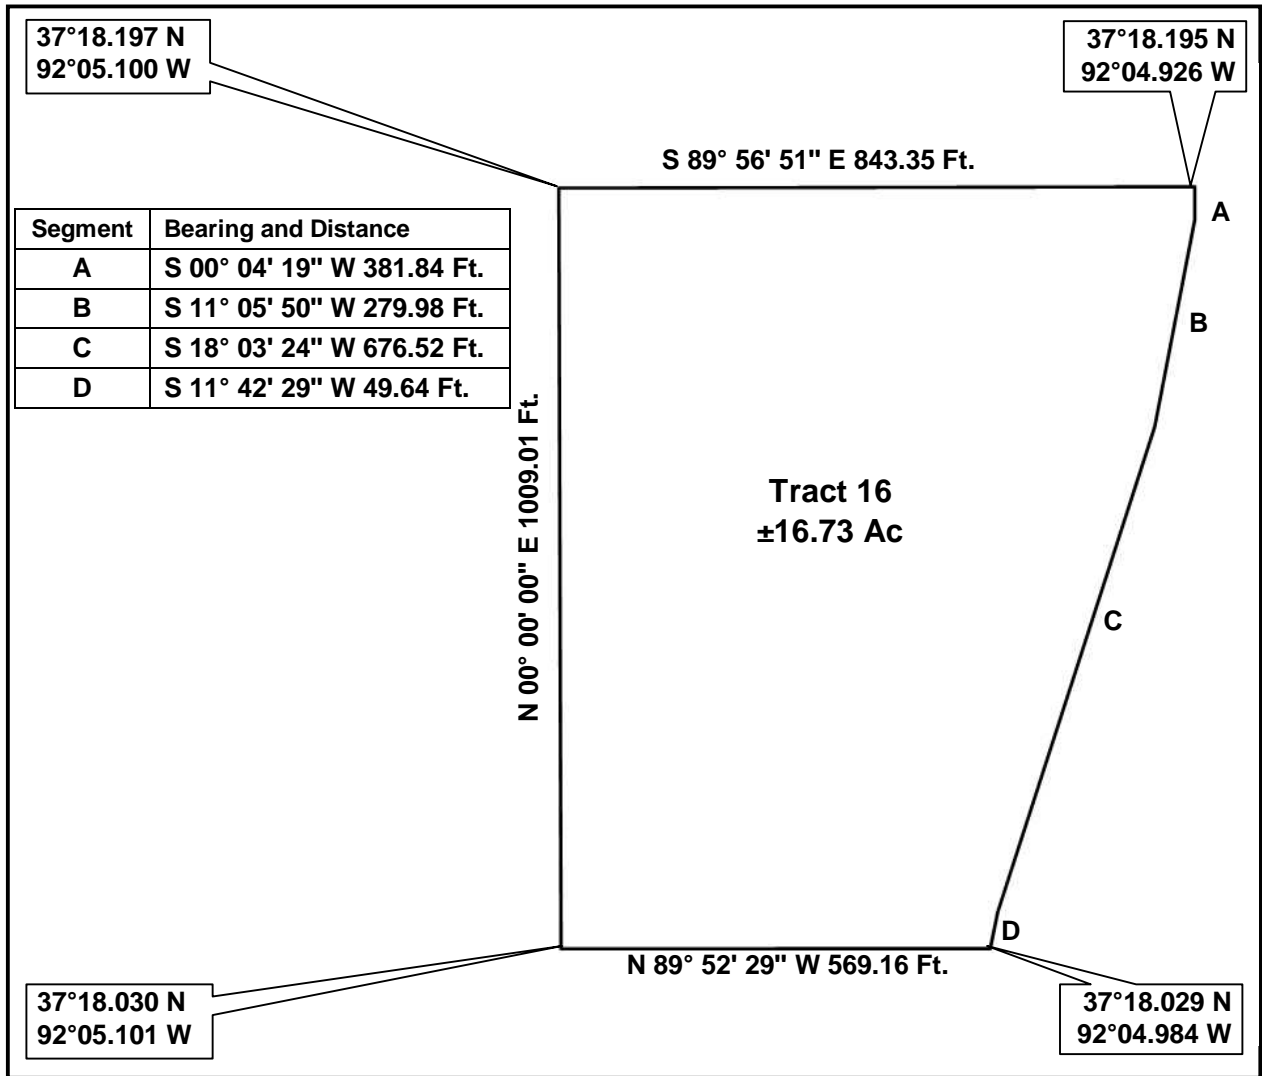 37°18.197 N
92°05.100 W
37°18.195 N
92°04.926 W
S 89° 56' 51" E 843.35 Ft.
Segment Bearing and Distance
A S 00° 04' 19" W 381.84 Ft.
B S 11° 05' 50" W 279.98 Ft.
C S 18° 03' 24" W 676.52 Ft.
D S 11° 42' 29" W 49.64 Ft.
A
B
N 00° 00' 00" E 1009.01 Ft.
Tract 16
±16.73 Ac
C
D
N 89° 52' 29" W 569.16 Ft.
37°18.030 N
92°05.101 W
37°18.029 N
92°04.984 W